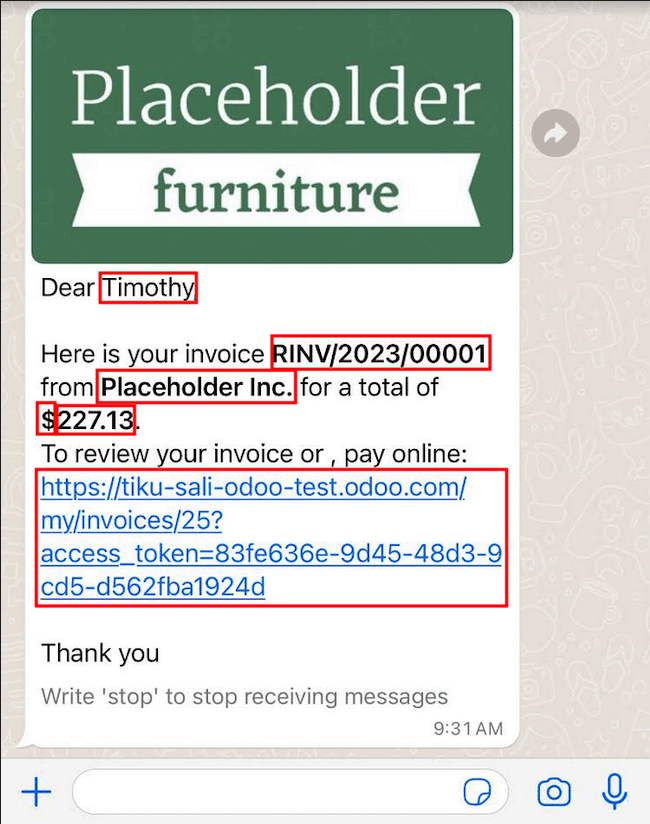 Placeholder
furniture
Dear Timothy,
Here is your invoice RINV/2023/00001
from Placeholder Inc. for a total of
$227.13.
To review your invoice or , pay online:
https://tiku-sali-odoo-test.odoo.com/
my/invoices/25?
access_token=83fe636e-9d45-48d3-9
cd5-d562fba1924d
Thank you
Write 'stop' to stop receiving messages
9:31 AM